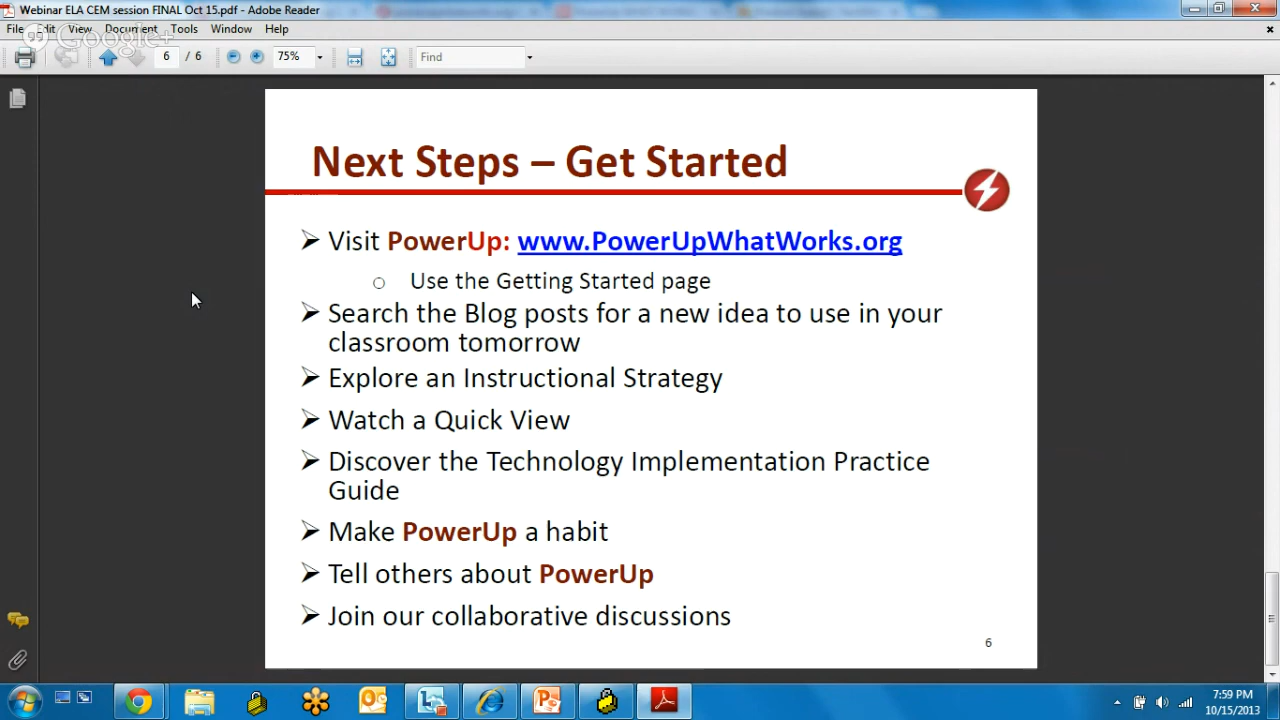 Webinar ELA CEM session FINAL Oct 15.pdf - Adobe Reader
File Edit View Document Tools Window Help
Google+
6 / 6 75% Find
Next Steps – Get Started
Visit PowerUp: www.PowerUpWhatWorks.org
Use the Getting Started page
Search the Blog posts for a new idea to use in your
classroom tomorrow
Explore an Instructional Strategy
Watch a Quick View
Discover the Technology Implementation Practice
Guide
Make PowerUp a habit
Tell others about PowerUp
Join our collaborative discussions
6
7:59 PM
10/15/2013